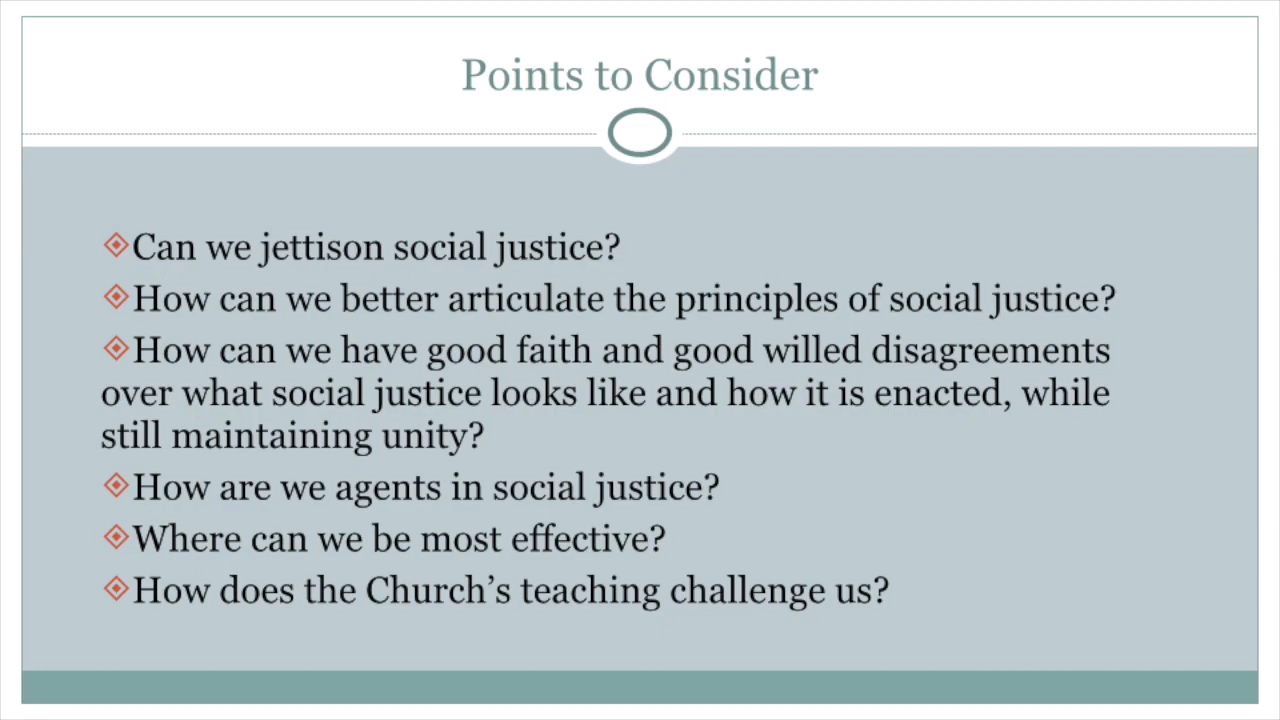 Points to Consider
Can we jettison social justice?
How can we better articulate the principles of social justice?
How can we have good faith and good willed disagreements
over what social justice looks like and how it is enacted, while
still maintaining unity?
How are we agents in social justice?
Where can we be most effective?
How does the Church’s teaching challenge us?